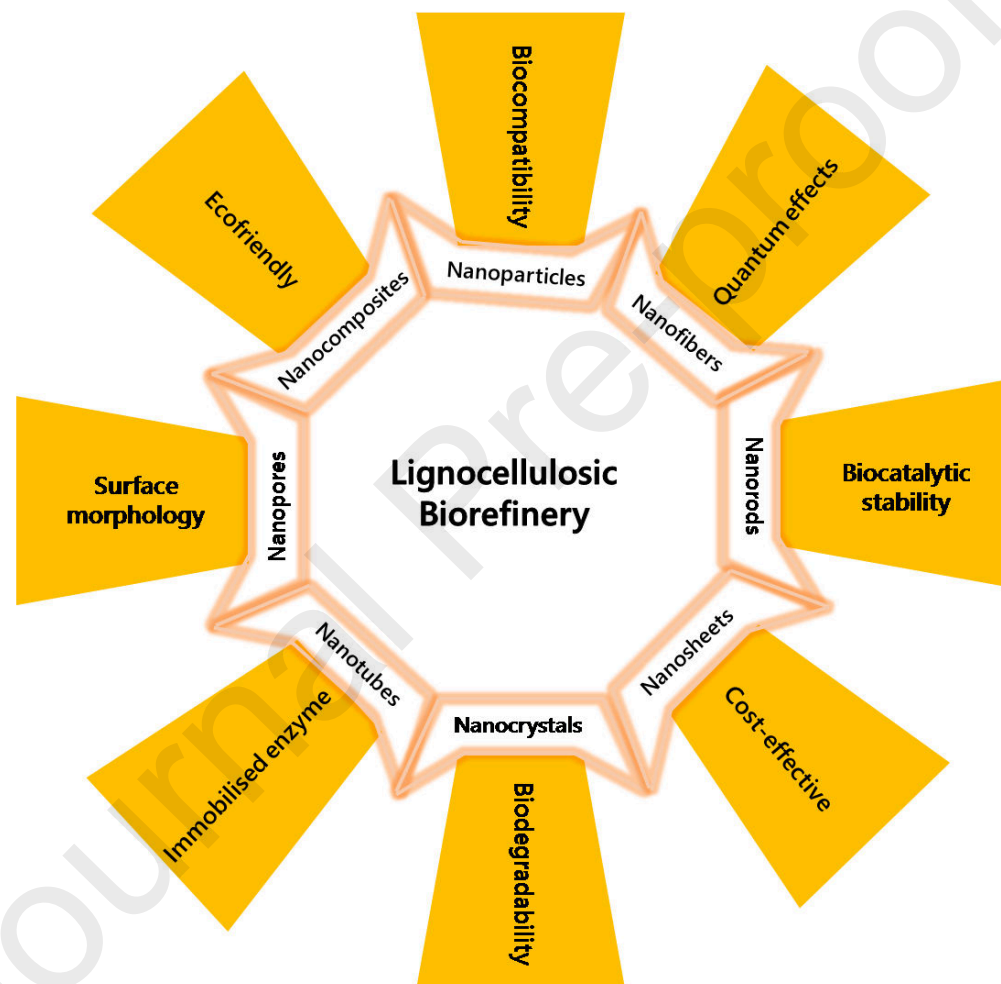 Biocompatibility
Quantum effects
Ecofriendly
Nanoparticles
Nanocomposites
Nanofibers
Surface
morphology
Nanopores
Lignocellulosic
Biorefinery
Nanorods
Biocatalytic
stability
Nanotubes
Nanosheets
Nanocrystals
Immobilised enzyme
Cost-effective
Biodegradability
Journal Pre-proo